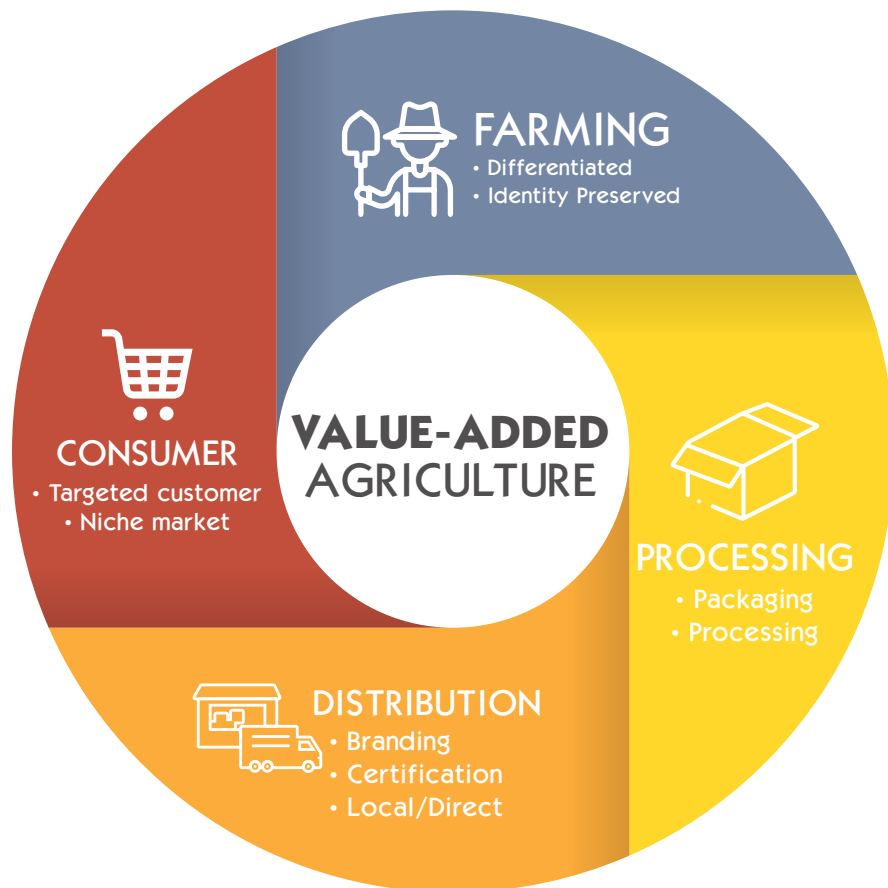 FARMING
• Differentiated
• Identity Preserved
VALUE-ADDED
AGRICULTURE
PROCESSING
• Packaging
• Processing
DISTRIBUTION
• Branding
• Certification
• Local/Direct
CONSUMER
• Targeted customer
• Niche market